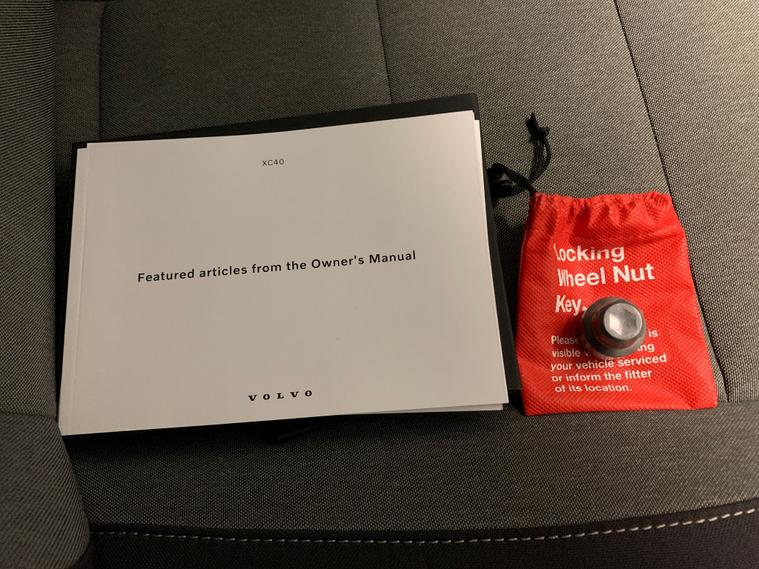 XC40
Featured articles from the Owner's Manual
VOLVO
Locking
Wheel Nut
Key.
Please is
visible
your vehicle serviced
or inform the fitter
of its location.